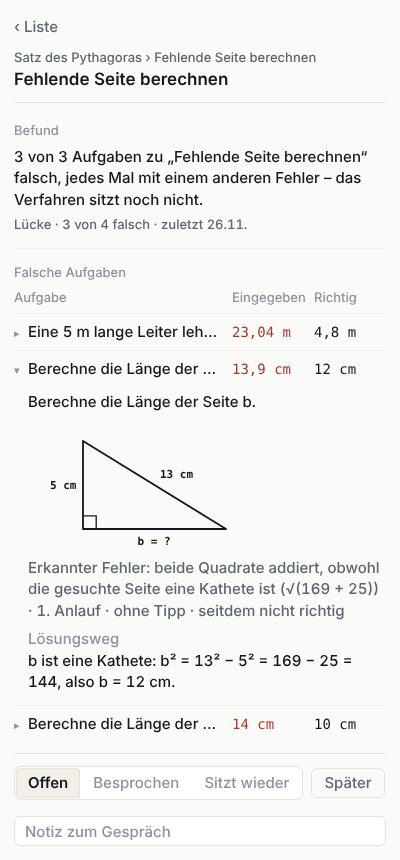 ‹ Liste
Satz des Pythagoras › Fehlende Seite berechnen
Fehlende Seite berechnen
Befund
3 von 3 Aufgaben zu „Fehlende Seite berechnen“
falsch, jedes Mal mit einem anderen Fehler – das
Verfahren sitzt noch nicht.
Lücke · 3 von 4 falsch · zuletzt 26.11.
Falsche Aufgaben
Aufgabe Eingegeben Richtig
▸ Eine 5 m lange Leiter leh... 23,04 m 4,8 m
▾ Berechne die Länge der ... 13,9 cm 12 cm
Berechne die Länge der Seite b.
5 cm 13 cm
b = ?
Erkannter Fehler: beide Quadrate addiert, obwohl
die gesuchte Seite eine Kathete ist (√(169 + 25))
· 1. Anlauf · ohne Tipp · seitdem nicht richtig
Lösungsweg
b ist eine Kathete: b² = 13² − 5² = 169 − 25 =
144, also b = 12 cm.
▸ Berechne die Länge der ... 14 cm 10 cm
Offen Besprochen Sitzt wieder Später
Notiz zum Gespräch